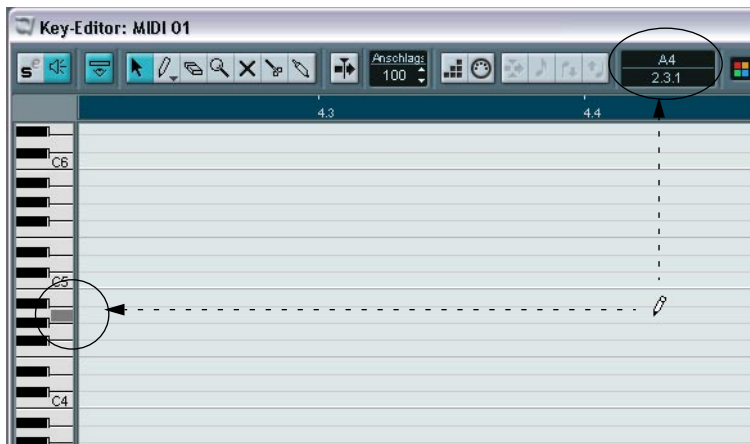 Key-Editor: MIDI 01
Anschlag:
100
A4
2.3.1
4.3
4.4
C6
C5
C4